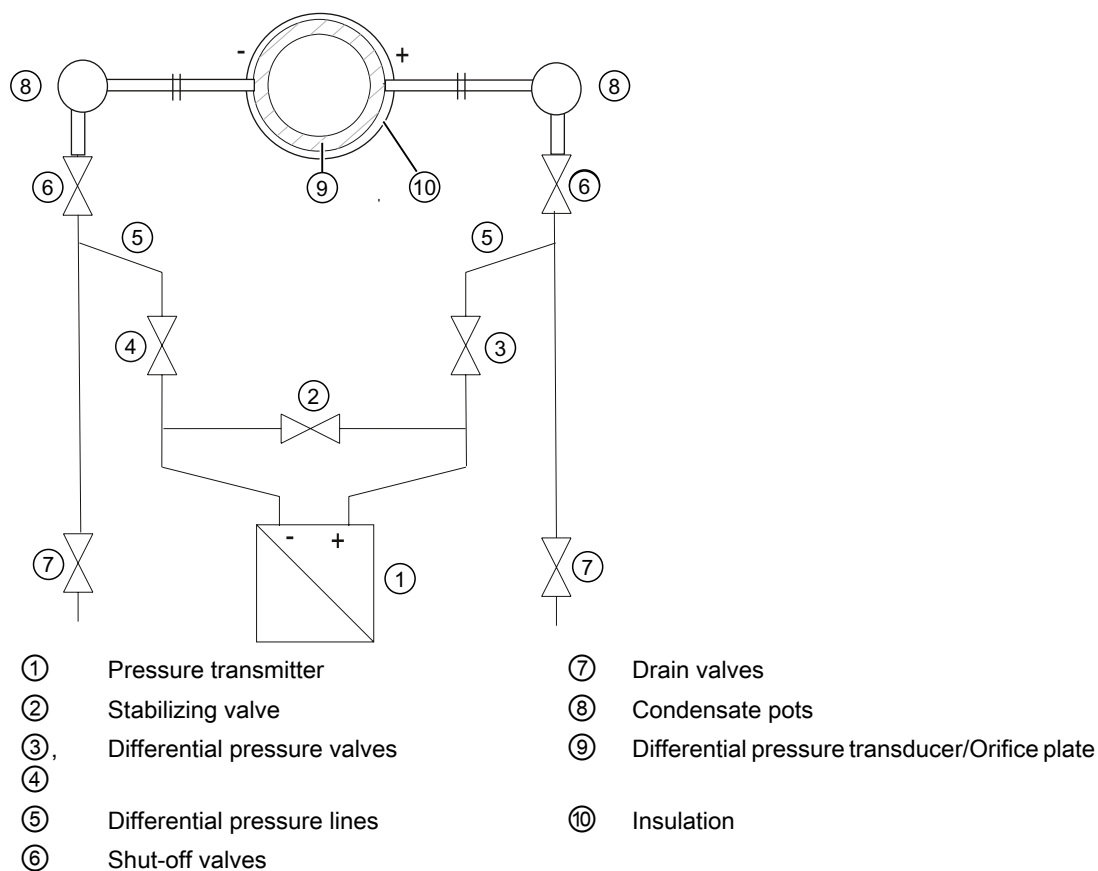 - +
⑧ ⑧
⑥ ⑨ ⑩ ⑥
⑤ ⑤
④ ③
②
- +
⑦ ① ⑦
① Pressure transmitter ⑦ Drain valves
② Stabilizing valve ⑧ Condensate pots
③, Differential pressure valves ⑨ Differential pressure transducer/Orifice plate
④
⑤ Differential pressure lines ⑩ Insulation
⑥ Shut-off valves